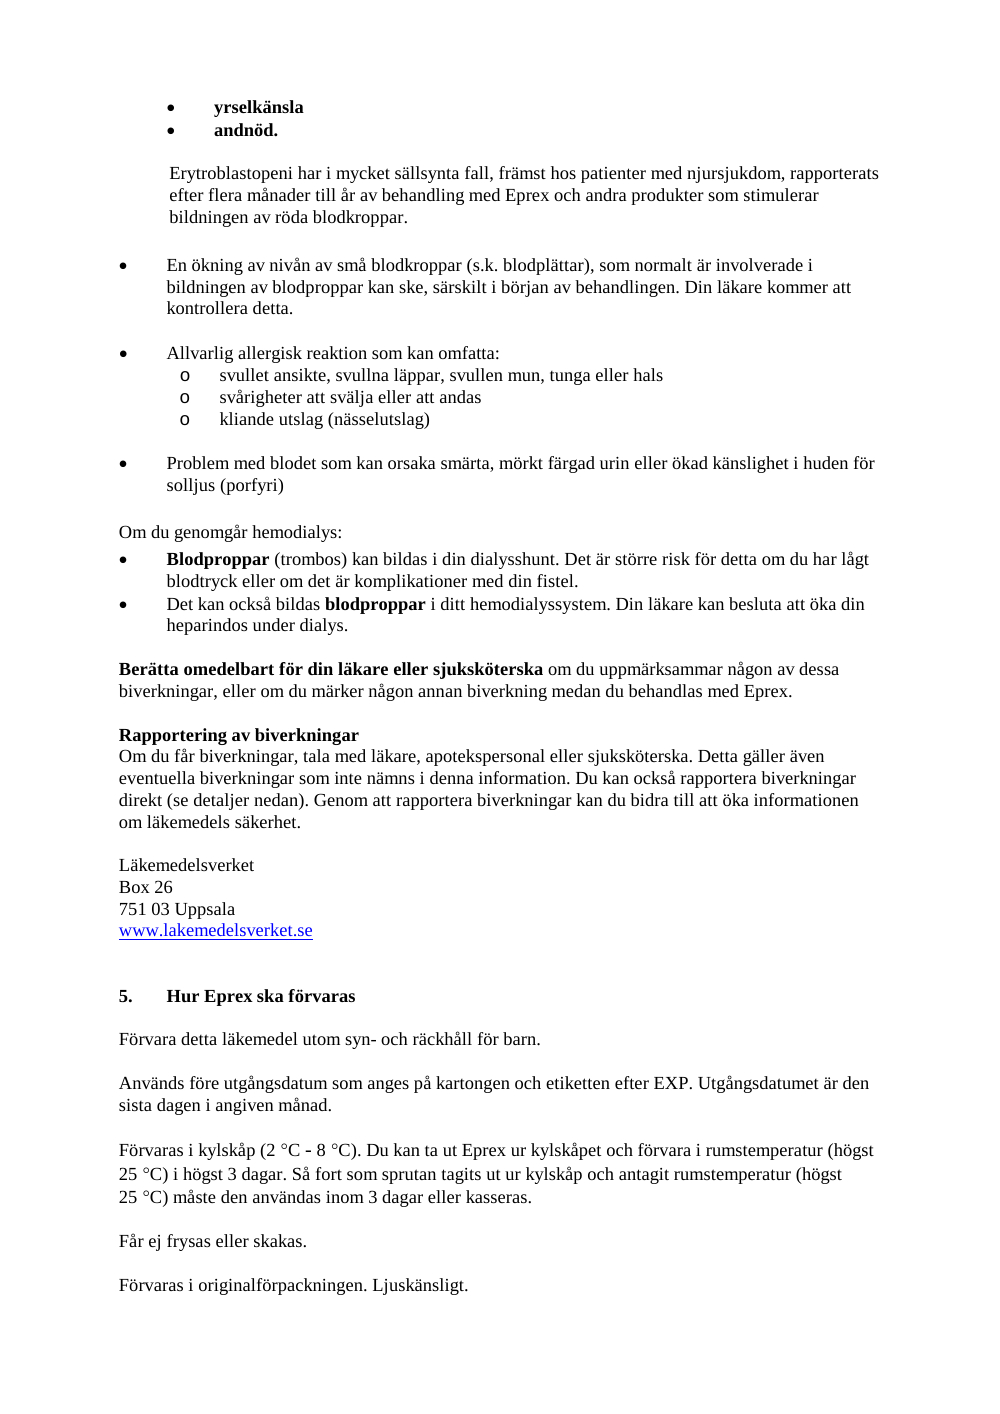 • yrselkänsla
• andnöd.
Erytroblastopeni har i mycket sällsynta fall, främst hos patienter med njursjukdom, rapporterats
efter flera månader till år av behandling med Eprex och andra produkter som stimulerar
bildningen av röda blodkroppar.
• En ökning av nivån av små blodkroppar (s.k. blodplättar), som normalt är involverade i
bildningen av blodproppar kan ske, särskilt i början av behandlingen. Din läkare kommer att
kontrollera detta.
• Allvarlig allergisk reaktion som kan omfatta:
o svullet ansikte, svullna läppar, svullen mun, tunga eller hals
o svårigheter att svälja eller att andas
o kliande utslag (nässelutslag)
• Problem med blodet som kan orsaka smärta, mörkt färgad urin eller ökad känslighet i huden för
solljus (porfyri)
Om du genomgår hemodialys:
• Blodproppar (trombos) kan bildas i din dialysshunt. Det är större risk för detta om du har lågt
blodtryck eller om det är komplikationer med din fistel.
• Det kan också bildas blodproppar i ditt hemodialyssystem. Din läkare kan besluta att öka din
heparindos under dialys.
Berätta omedelbart för din läkare eller sjuksköterska om du uppmärksammar någon av dessa
biverkningar, eller om du märker någon annan biverkning medan du behandlas med Eprex.
Rapportering av biverkningar
Om du får biverkningar, tala med läkare, apotekspersonal eller sjuksköterska. Detta gäller även
eventuella biverkningar som inte nämns i denna information. Du kan också rapportera biverkningar
direkt (se detaljer nedan). Genom att rapportera biverkningar kan du bidra till att öka informationen
om läkemedels säkerhet.
Läkemedelsverket
Box 26
751 03 Uppsala
www.lakemedelsverket.se
5. Hur Eprex ska förvaras
Förvara detta läkemedel utom syn- och räckhåll för barn.
Används före utgångsdatum som anges på kartongen och etiketten efter EXP. Utgångsdatumet är den
sista dagen i angiven månad.
Förvaras i kylskåp (2 °C - 8 °C). Du kan ta ut Eprex ur kylskåpet och förvara i rumstemperatur (högst
25 °C) i högst 3 dagar. Så fort som sprutan tagits ut ur kylskåp och antagit rumstemperatur (högst
25 °C) måste den användas inom 3 dagar eller kasseras.
Får ej frysas eller skakas.
Förvaras i originalförpackningen. Ljuskänsligt.